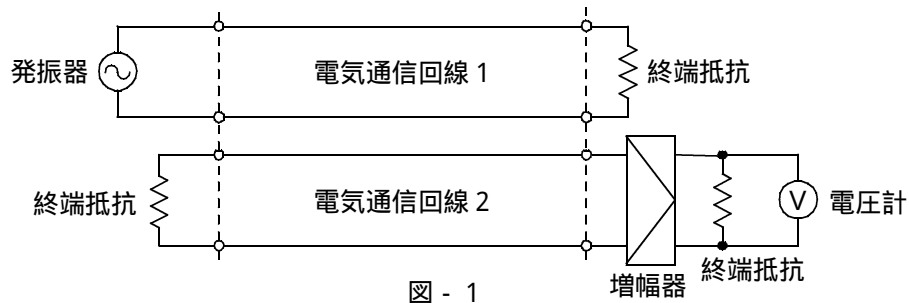 発振器
電気通信回線 1
終端抵抗
終端抵抗
電気通信回線 2
V
電圧計
増幅器
終端抵抗
図 - 1